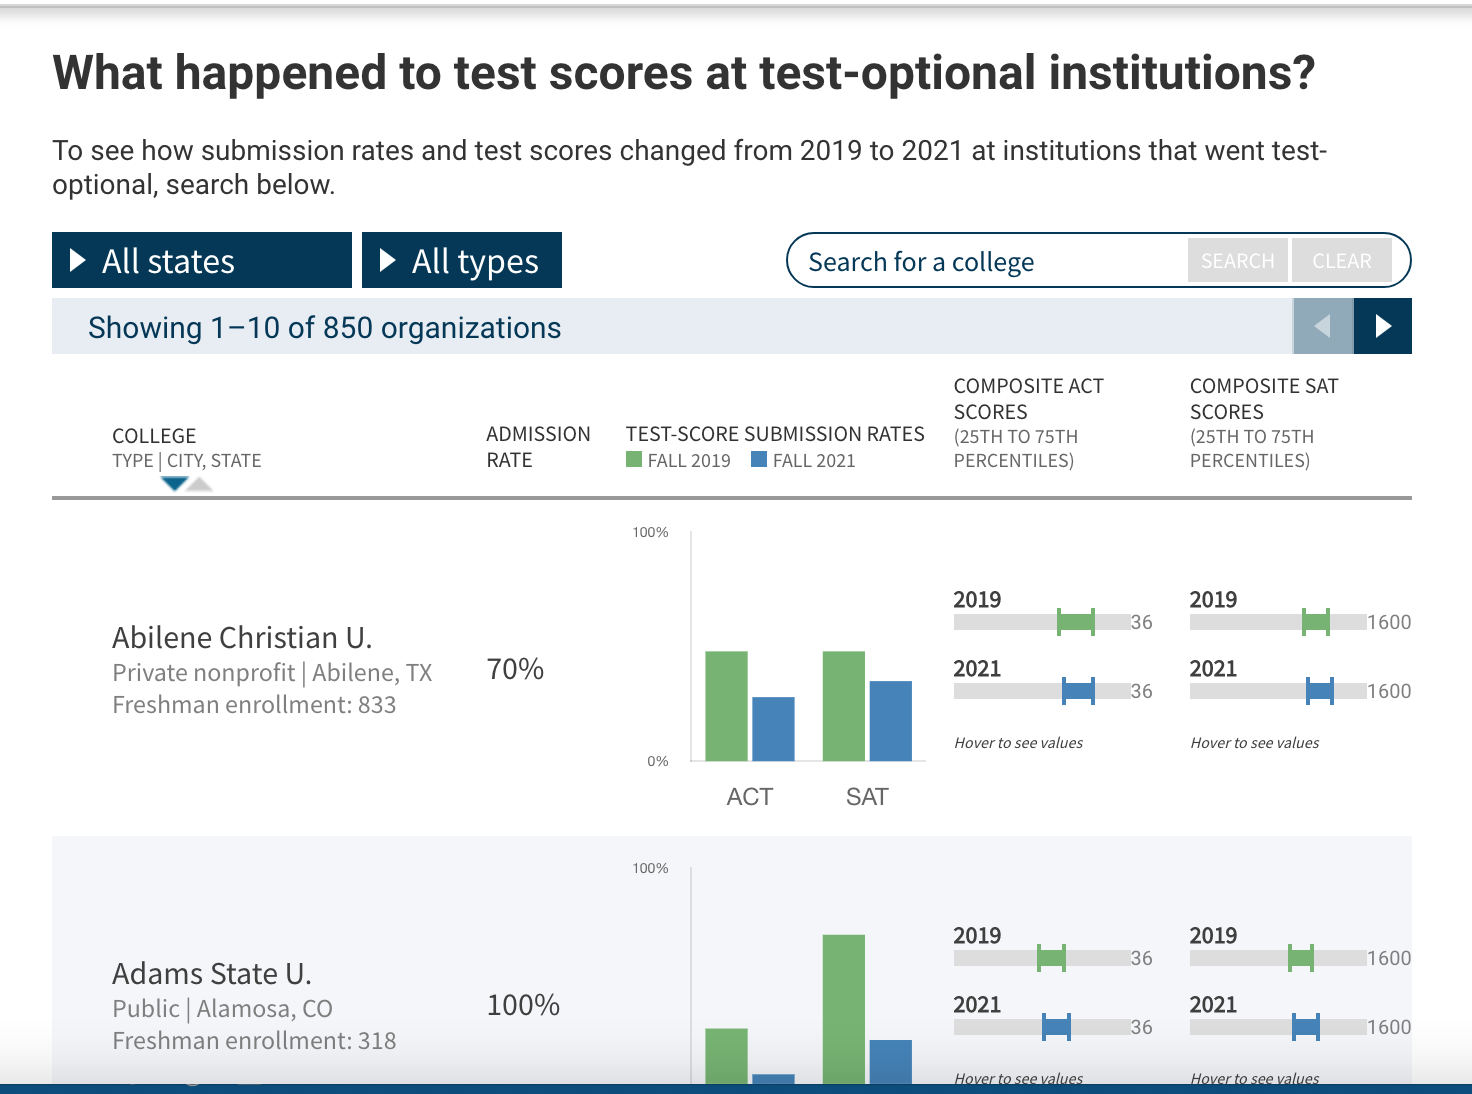 What happened to test scores at test-optional institutions?
To see how submission rates and test scores changed from 2019 to 2021 at institutions that went test-
optional, search below.
All states
All types
Search for a college
SEARCH
CLEAR
Showing 1–10 of 850 organizations
COLLEGE
TYPE | CITY, STATE
ADMISSION
RATE
TEST-SCORE SUBMISSION RATES
FALL 2019
FALL 2021
COMPOSITE ACT
SCORES
(25TH TO 75TH
PERCENTILES)
COMPOSITE SAT
SCORES
(25TH TO 75TH
PERCENTILES)
Abilene Christian U.
Private nonprofit | Abilene, TX
Freshman enrollment: 833
70%
100%
0%
ACT
SAT
2019
36
2021
36
Hover to see values
2019
1600
2021
1600
Hover to see values
Adams State U.
Public | Alamosa, CO
Freshman enrollment: 318
100%
100%
2019
36
2021
36
Hover to see values
2019
1600
2021
1600
Hover to see values